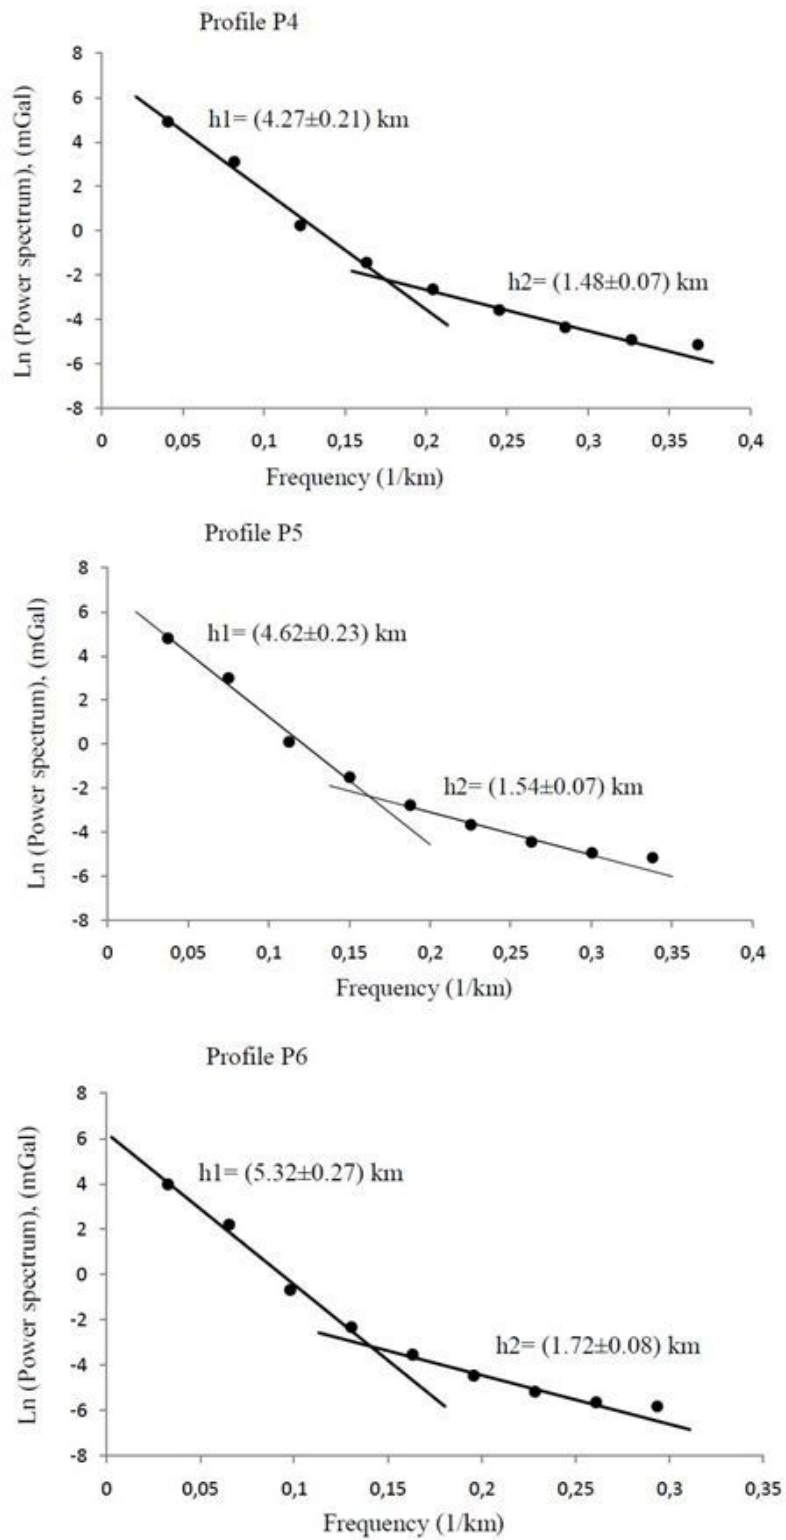 Profile P4
8
6
4
2
0
-2
-4
-6
-8
Ln (Power spectrum), (mGal)
h1= (4.27±0.21) km
h2= (1.48±0.07) km
0 0,05 0,1 0,15 0,2 0,25 0,3 0,35 0,4
Frequency (1/km)
Profile P5
8
6
4
2
0
-2
-4
-6
-8
Ln (Power spectrum), (mGal)
h1= (4.62±0.23) km
h2= (1.54±0.07) km
0 0,05 0,1 0,15 0,2 0,25 0,3 0,35 0,4
Frequency (1/km)
Profile P6
8
6
4
2
0
-2
-4
-6
-8
Ln (Power spectrum), (mGal)
h1= (5.32±0.27) km
h2= (1.72±0.08) km
0 0,05 0,1 0,15 0,2 0,25 0,3 0,35
Frequency (1/km)